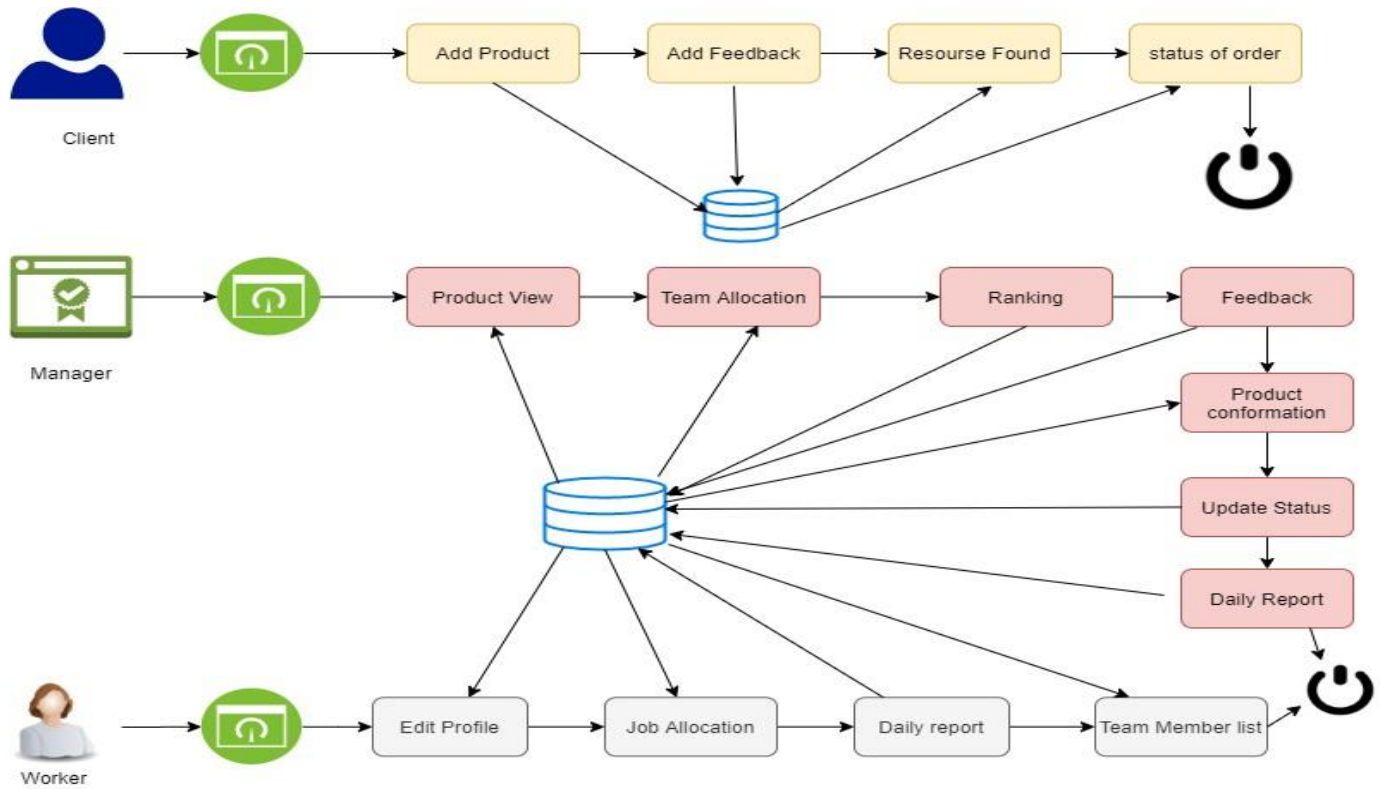 Add Product
Add Feedback
Resourse Found
status of order
Client
Product View
Team Allocation
Ranking
Feedback
Manager
Product
conformation
Update Status
Daily Report
Edit Profile
Job Allocation
Daily report
Team Member list
Worker